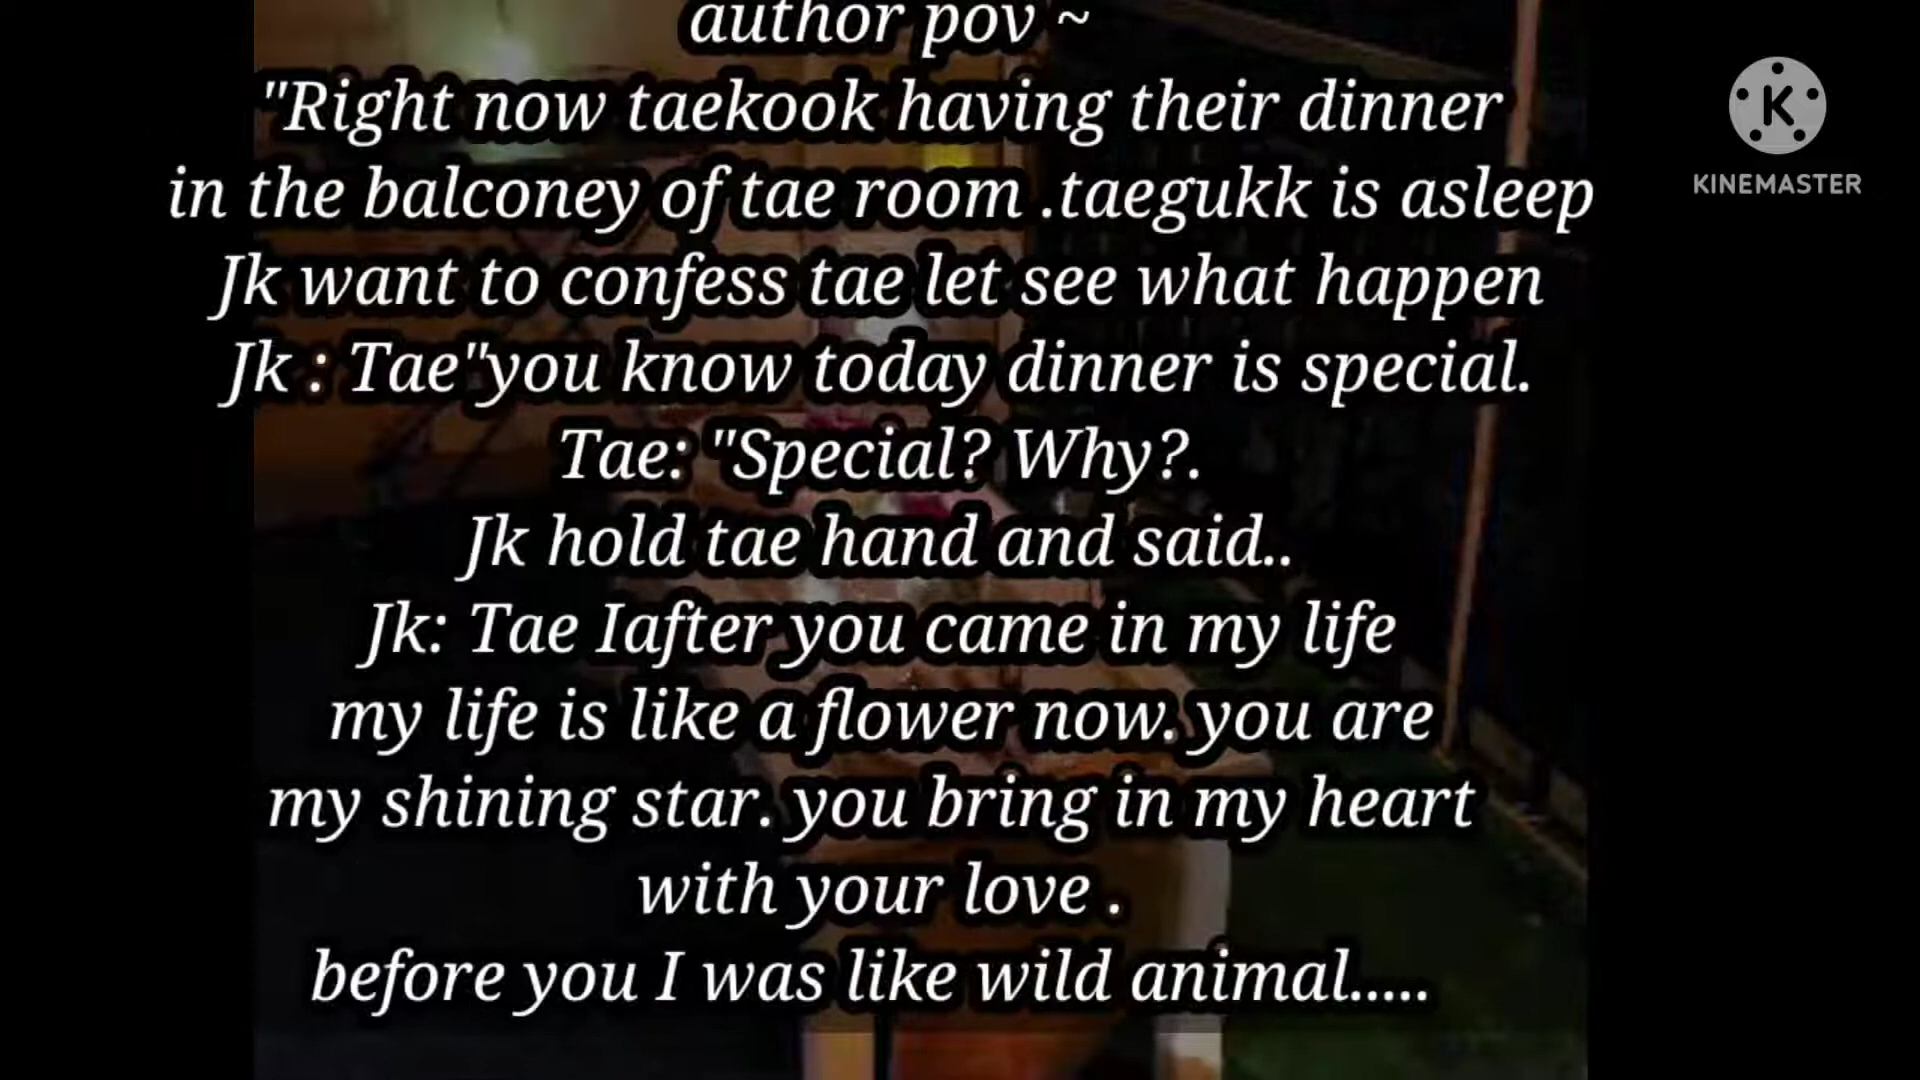 author pov ~
"Right now taekook having their dinner
in the balconey of tae room .taegukk is asleep
Jk want to confess tae let see what happen
Jk : Tae"you know today dinner is special.
Tae: "Special? Why?.
Jk hold tae hand and said..
Jk: Tae Iafter you came in my life
my life is like a flower now. you are
my shining star. you bring in my heart
with your love .
before you I was like wild animal.....
K
KINEMASTER